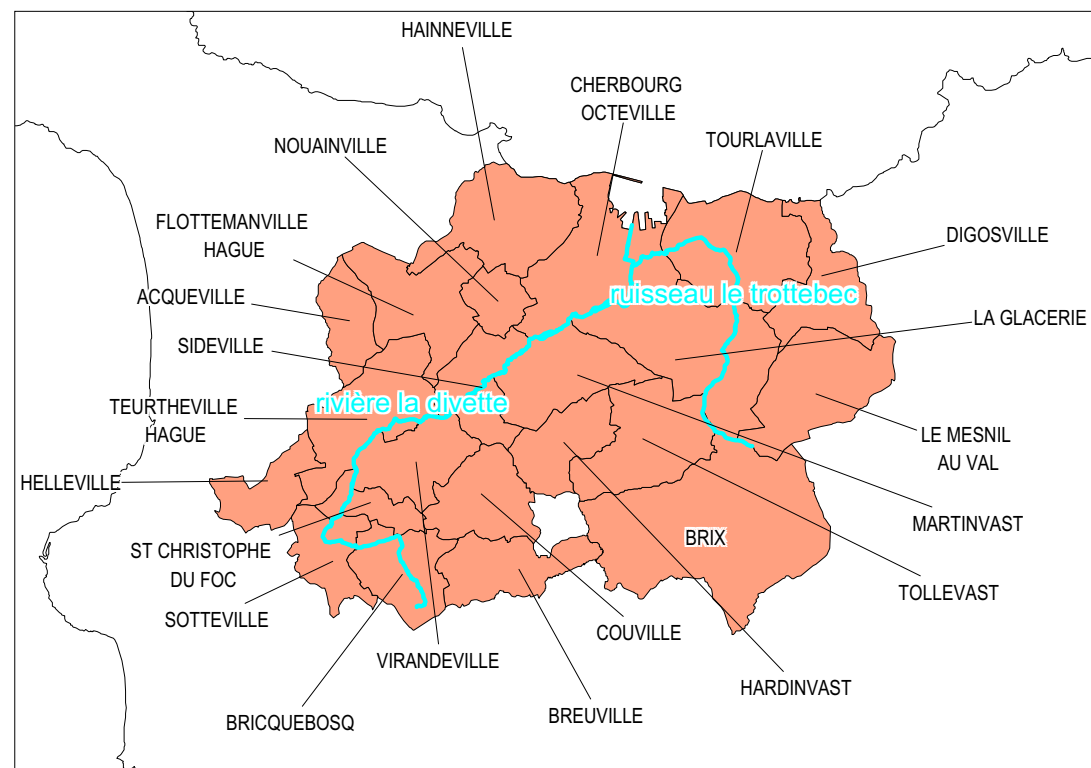 HAINNEVILLE
CHERBOURG
OCTEVILLE
TOURLAVILLE
NOUAINVILLE
FLOTTEMANVILLE
HAGUE
DIGOSVILLE
ACQUEVILLE
ruisseau le trottebec
LA GLACERIE
SIDEVILLE
rivière la divette
TEURTHEVILLE
HAGUE
LE MESNIL
AU VAL
HELLEVILLE
MARTINVAST
BRIX
ST CHRISTOPHE
DU FOC
TOLLEVAST
SOTTEVILLE
COUVILLE
VIRANDEVILLE
HARDINVAST
BRICQUEBOSQ
BREUVILLE